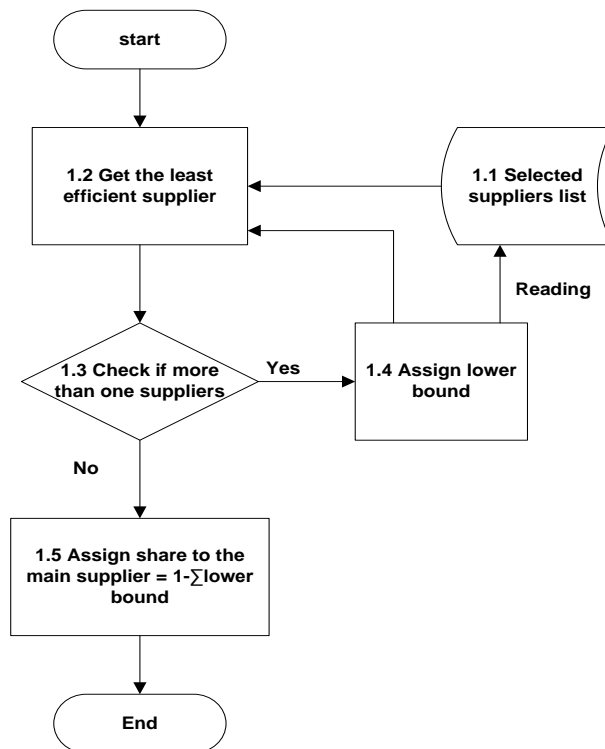 start
1.2 Get the least
efficient supplier
1.1 Selected
suppliers list
Reading
1.3 Check if more
than one suppliers
Yes
1.4 Assign lower
bound
No
1.5 Assign share to the
main supplier = 1-∑lower
bound
End